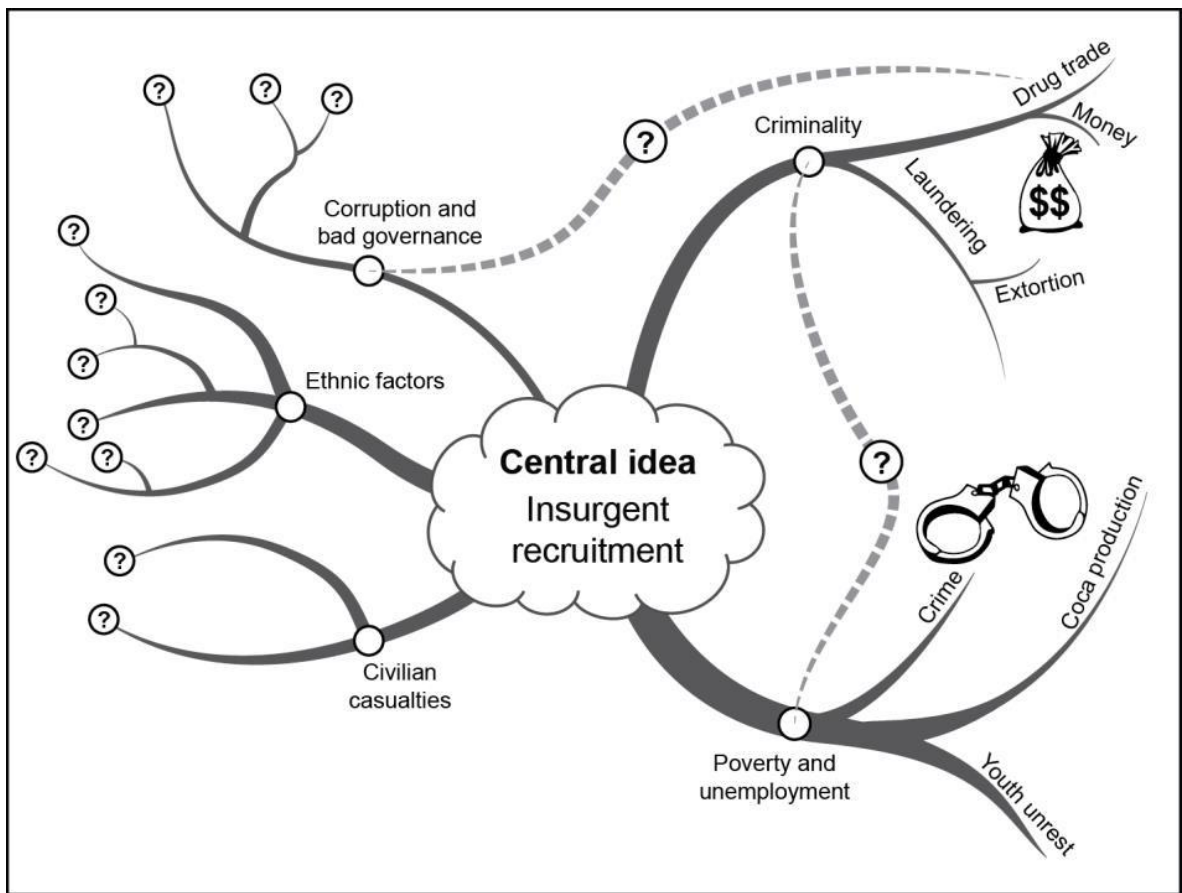 Central idea
Insurgent
recruitment
Criminality
Drug trade
Money
$$
Laundering
Extortion
?
?
?
?
Corruption and
bad governance
?
?
?
?
?
?
?
Ethnic factors
?
?
Civilian
casualties
?
Crime
Coca production
Youth unrest
Poverty and
unemployment